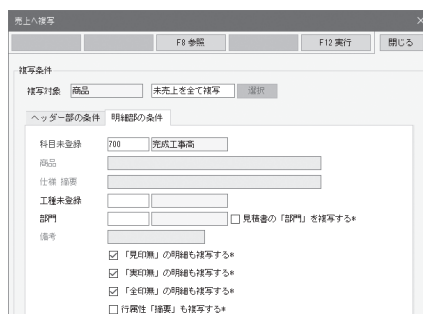 売上へ複写
F8 参照 F12 実行 閉じる
複写条件
複写対象 商品 未売上を全て複写 選択
ヘッダー部の条件 明細部の条件
科目未登録 700 完成工事高
商品
仕様 摘要
工種未登録
部門 見積書の「部門」を複写する*
備考
「見印無」の明細も複写する*
「実印無」の明細も複写する*
「全印無」の明細も複写する*
行属性「摘要」も複写する*